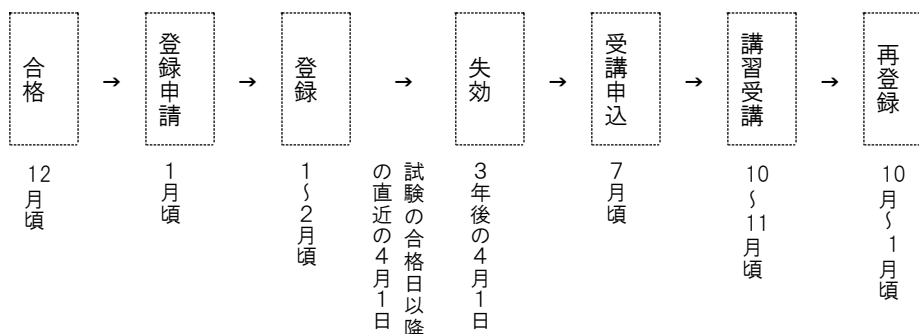 合格
→
登録申請
→
登録
→
失効
→
受講申込
→
講習受講
→
再登録
12月頃
1月頃
1~2月頃
試験の合格日以降
の直近の4月1日
3年後の4月1日
7月頃
10~11月頃
10月~1月頃